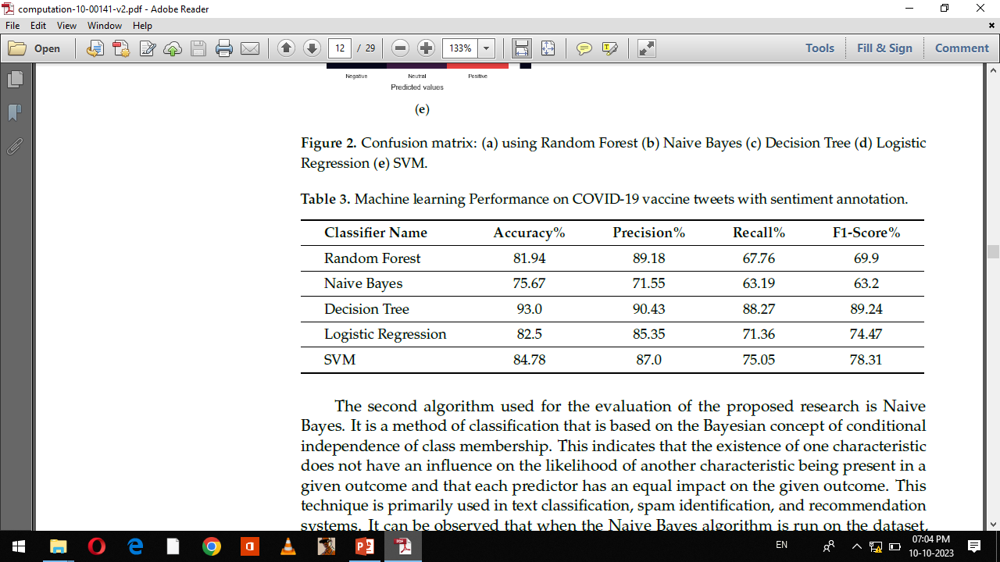 computation-10-00141-v2.pdf - Adobe Reader
File Edit View Window Help
Open 12 / 29 133% Tools Fill & Sign Comment
Negative Neutral Positive
Predicted values
(e)
Figure 2. Confusion matrix: (a) using Random Forest (b) Naive Bayes (c) Decision Tree (d) Logistic
Regression (e) SVM.
Table 3. Machine learning Performance on COVID-19 vaccine tweets with sentiment annotation.
Classifier Name Accuracy% Precision% Recall% F1-Score%
Random Forest 81.94 89.18 67.76 69.9
Naive Bayes 75.67 71.55 63.19 63.2
Decision Tree 93.0 90.43 88.27 89.24
Logistic Regression 82.5 85.35 71.36 74.47
SVM 84.78 87.0 75.05 78.31
The second algorithm used for the evaluation of the proposed research is Naive
Bayes. It is a method of classification that is based on the Bayesian concept of conditional
independence of class membership. This indicates that the existence of one characteristic
does not have an influence on the likelihood of another characteristic being present in a
given outcome and that each predictor has an equal impact on the given outcome. This
technique is primarily used in text classification, spam identification, and recommendation
systems. It can be observed that when the Naive Bayes algorithm is run on the dataset,
EN
07:04 PM
10-10-2023